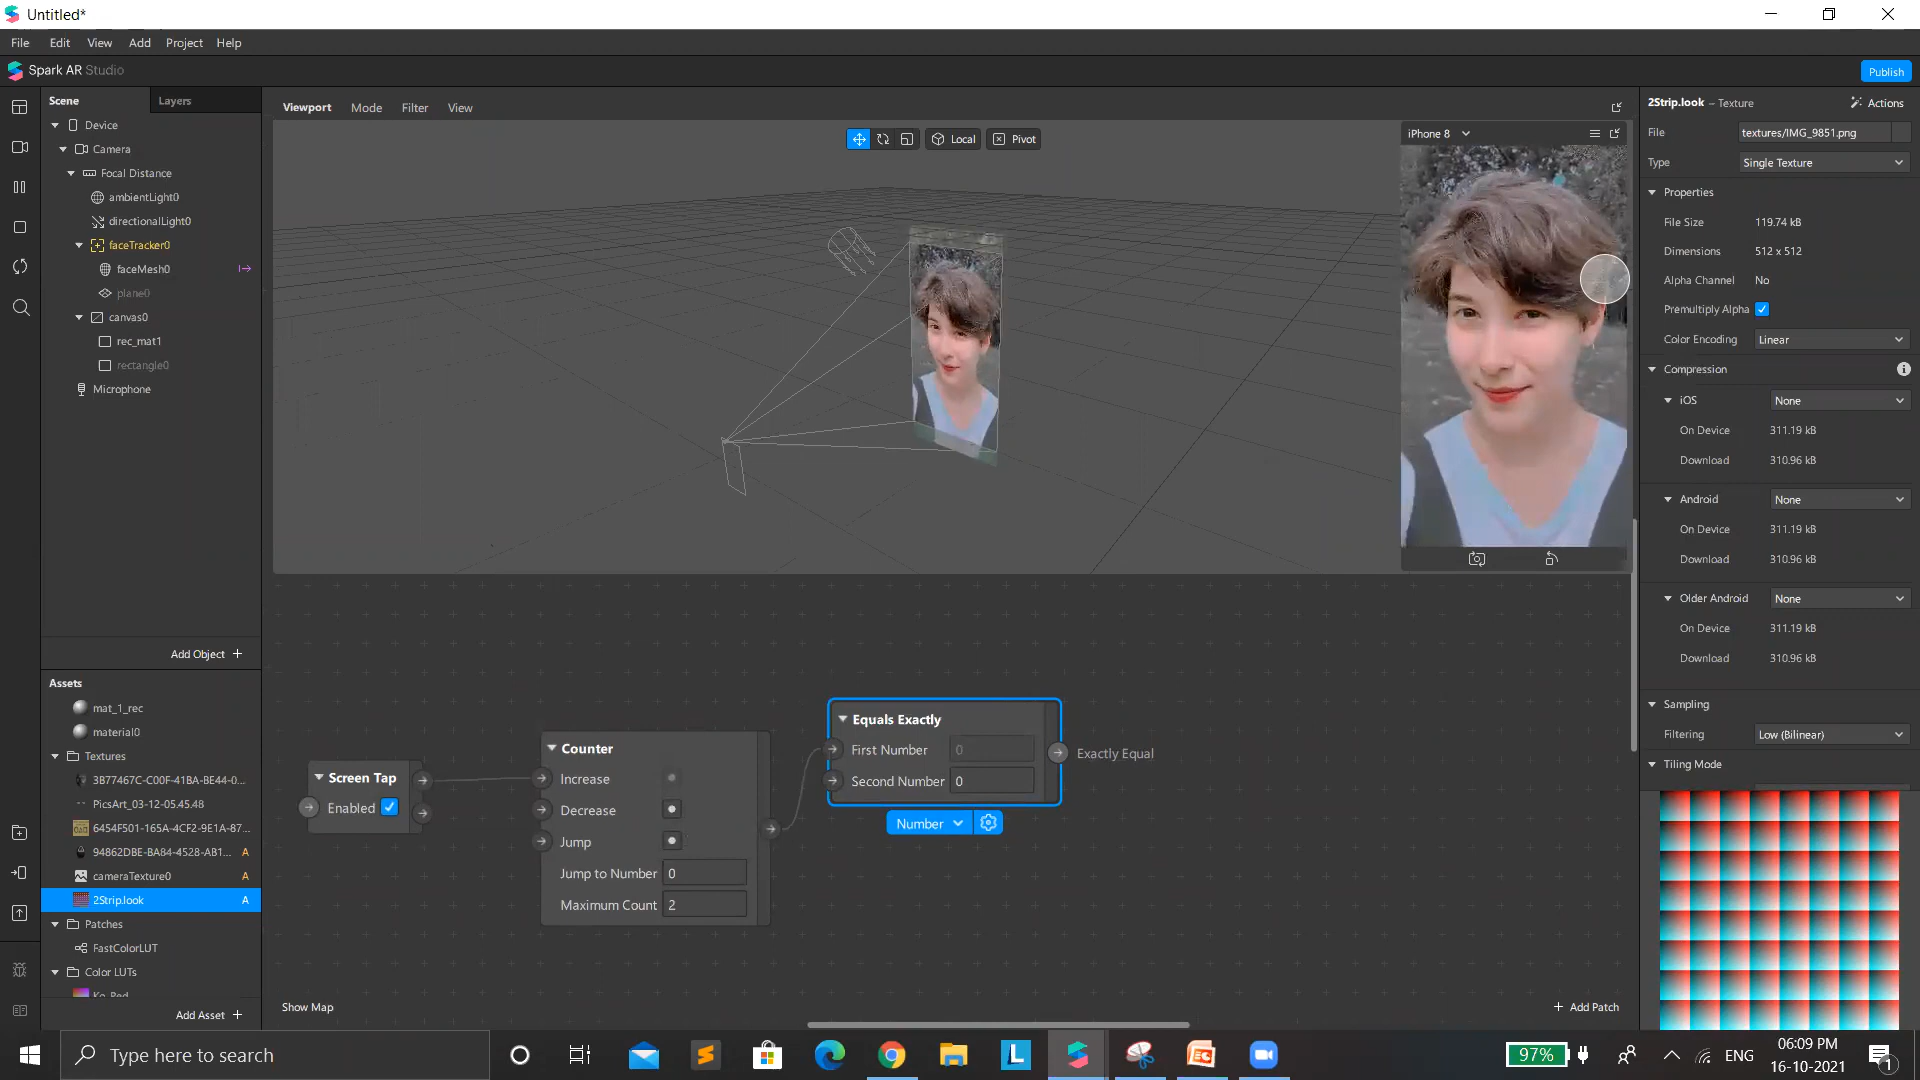 Untitled*
File Edit View Add Project Help
Spark AR Studio
Publish
Scene Layers
Device
Camera
Focal Distance
ambientLight0
directionalLight0
faceTracker0
faceMesh0
plane0
canvas0
rec_mat1
rectangle0
Microphone
Add Object +
Assets
mat_1_rec
material0
Textures
3B77467C-C00F-41BA-BE44-0...
PicsArt_03-12-05.45.48
6454F501-165A-4CF2-9E1A-87...
94862DBE-BA84-4528-AB1... A
cameraTexture0 A
2Strip.look A
Patches
FastColorLUT
Color LUTs
Add Asset +
Viewport Mode Filter View
Local Pivot
iPhone 8
Screen Tap
Enabled
Counter
Increase
Decrease
Jump
Jump to Number 0
Maximum Count 2
Equals Exactly
First Number 0
Second Number 0
Exactly Equal
Number
Show Map
+ Add Patch
2Strip.look – Texture Actions
File textures/IMG_9851.png
Type Single Texture
Properties
File Size 119.74 kB
Dimensions 512 x 512
Alpha Channel No
Premultiply Alpha
Color Encoding Linear
Compression
iOS None
On Device 311.19 kB
Download 310.96 kB
Android None
On Device 311.19 kB
Download 310.96 kB
Older Android None
On Device 311.19 kB
Download 310.96 kB
Sampling
Filtering Low (Bilinear)
Tiling Mode
Type here to search
97%
ENG
06:09 PM
16-10-2021
1